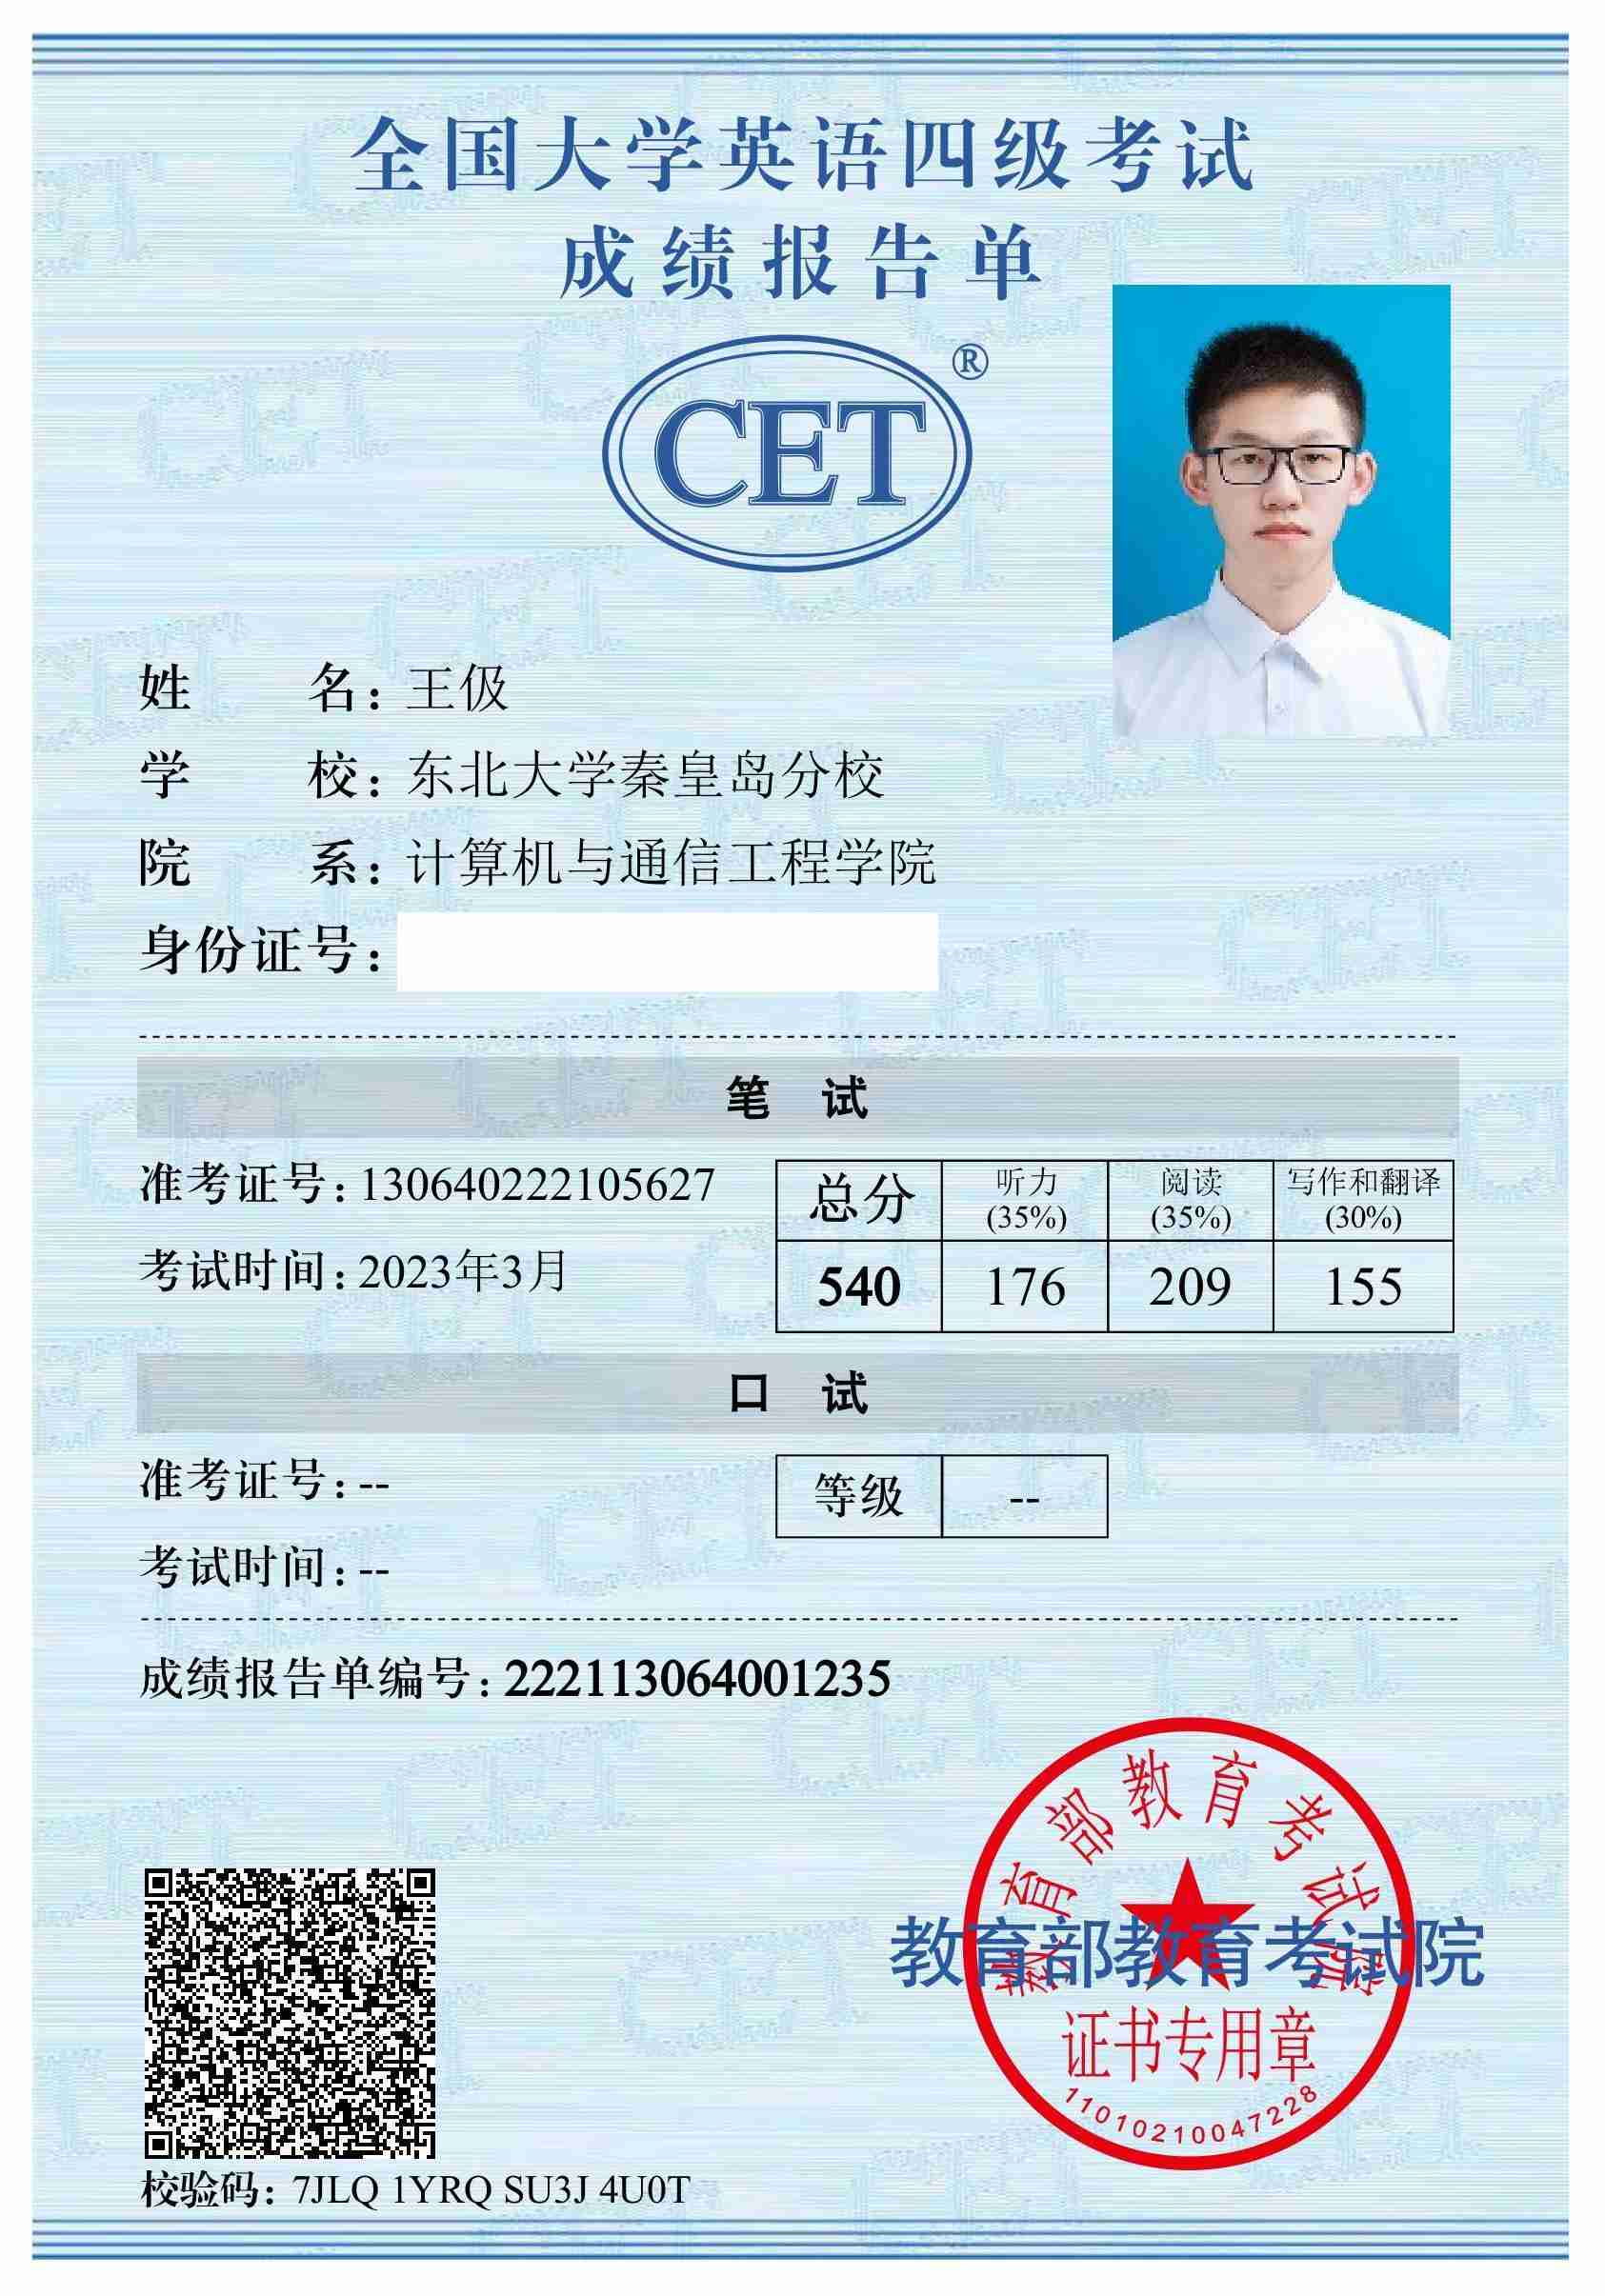 全国大学英语四级考试
成绩报告单
CET®
姓 名：王伋
学 校：东北大学秦皇岛分校
院 系：计算机与通信工程学院
身份证号：
笔 试
准考证号：130640222105627
考试时间：2023年3月
总分 听力(35%) 阅读(35%) 写作和翻译(30%)
540 176 209 155
口 试
准考证号：--
等级 --
考试时间：--
成绩报告单编号：222113064001235
教育部教育考试院
教育部教育考试院
证书专用章
11010210047228
校验码：7JLQ 1YRQ SU3J 4U0T